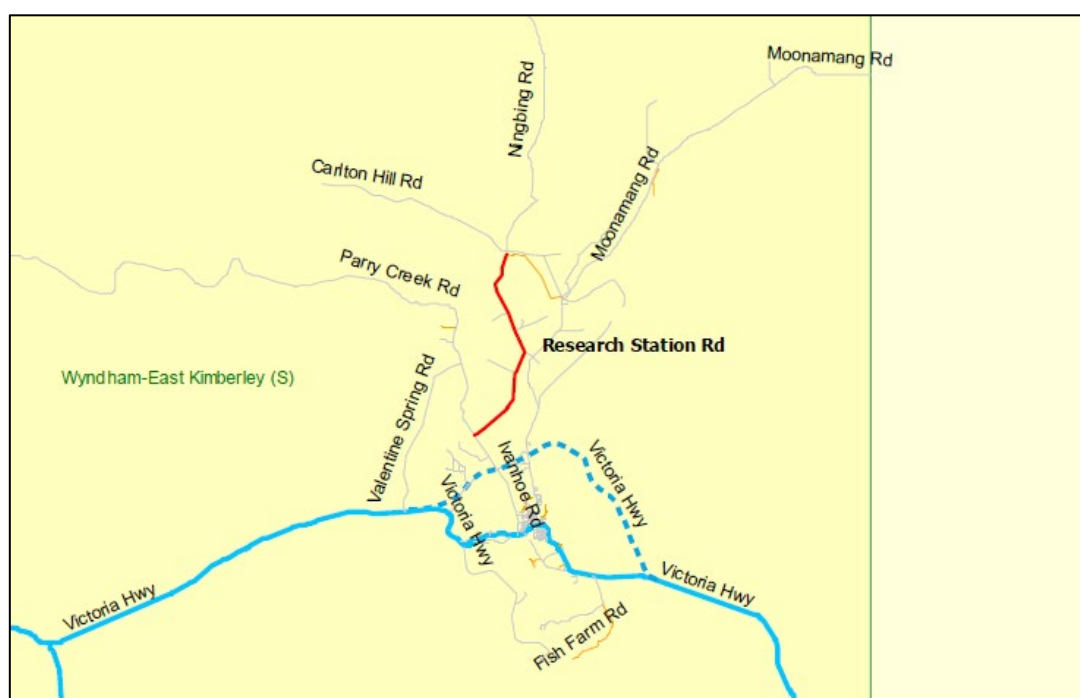 Moonamang Rd
Ningbing Rd
Carlton Hill Rd
Moonamang Rd
Parry Creek Rd
Research Station Rd
Wyndham-East Kimberley (S)
Valentine Spring Rd
Ivanhoe Rd
Victoria Hwy
Victoria Hwy
Victoria Hwy
Victoria Hwy
Fish Farm Rd